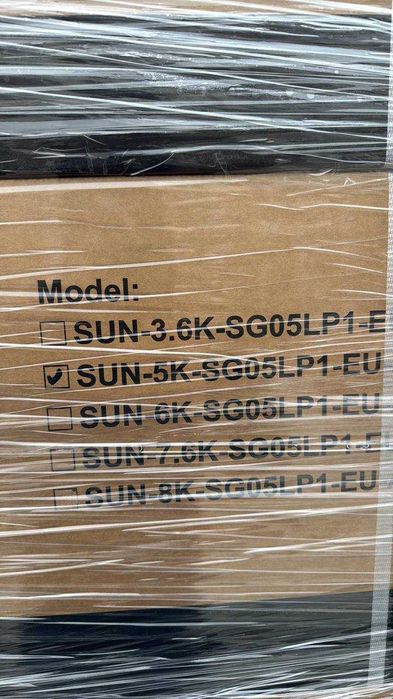 Model:
☐ SUN-3.6K-SG05LP1-E
☑ SUN-5K-SG05LP1-EU
☐ SUN-6K-SG05LP1-EU
☐ SUN-7.6K-SG05LP1-EU
☐ SUN-8K-SG05LP1-EU